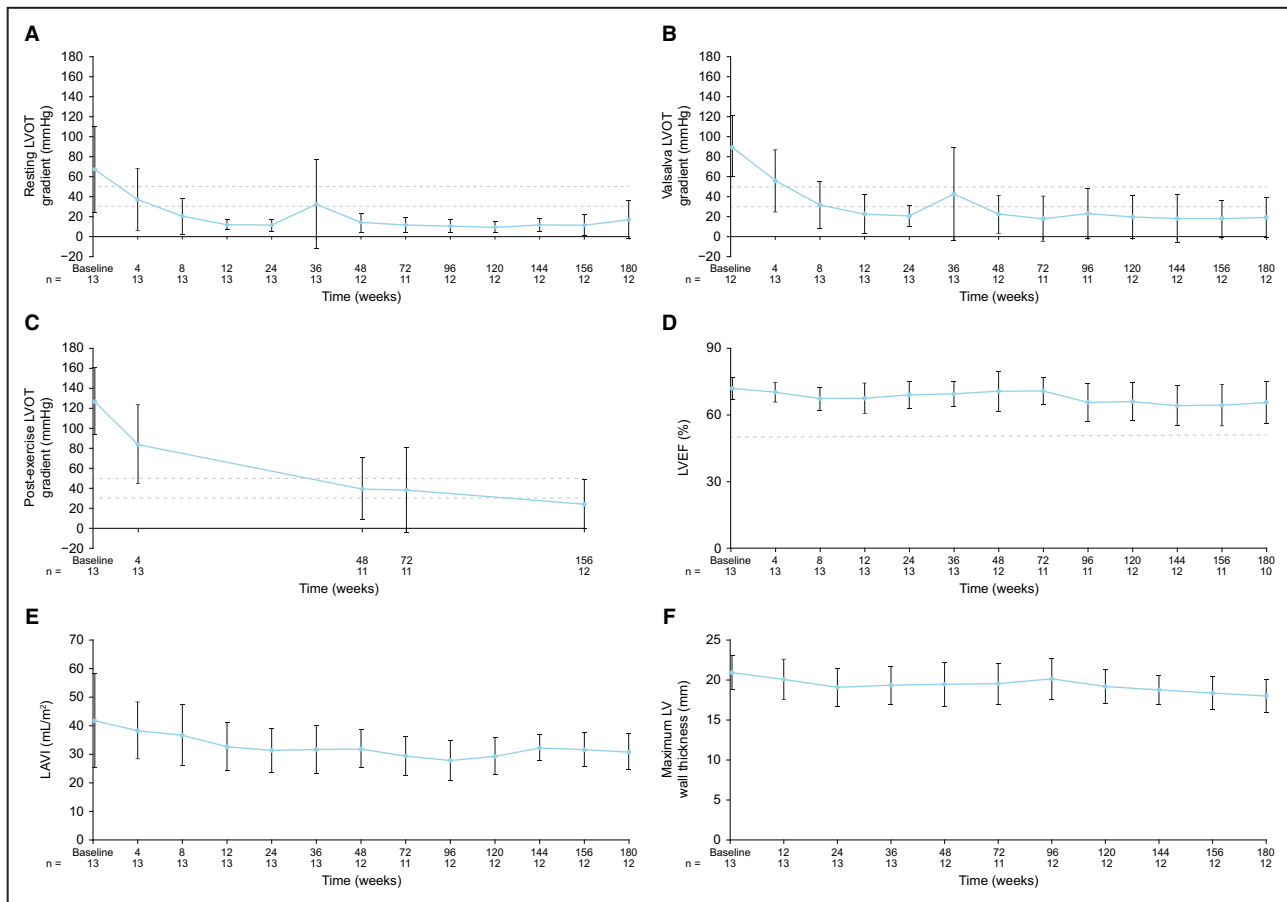 A
Resting LVOT
gradient (mmHg)
180
160
140
120
100
80
60
40
20
0
−20
Baseline 4 8 12 24 36 48 72 96 120 144 156 180
n = 13 13 13 13 13 13 12 11 12 12 12 12 12
Time (weeks)
B
Valsalva LVOT
gradient (mmHg)
180
160
140
120
100
80
60
40
20
0
−20
Baseline 4 8 12 24 36 48 72 96 120 144 156 180
n = 12 13 13 13 13 13 12 11 11 12 12 12 12
Time (weeks)
C
Post-exercise LVOT
gradient (mmHg)
180
160
140
120
100
80
60
40
20
0
−20
Baseline 4 48 72 156
n = 13 13 11 11 12
Time (weeks)
D
LVEF (%)
90
60
30
0
Baseline 4 8 12 24 36 48 72 96 120 144 156 180
n = 13 13 13 13 13 13 12 11 11 12 12 11 10
Time (weeks)
E
LAVI (mL/m²)
70
60
50
40
30
20
10
0
Baseline 4 8 12 24 36 48 72 96 120 144 156 180
n = 13 13 13 13 13 13 12 11 12 12 12 12 12
Time (weeks)
F
Maximum LV
wall thickness (mm)
25
20
15
10
5
0
Baseline 12 24 36 48 72 96 120 144 156 180
n = 13 13 13 13 12 11 12 12 12 12 12
Time (weeks)